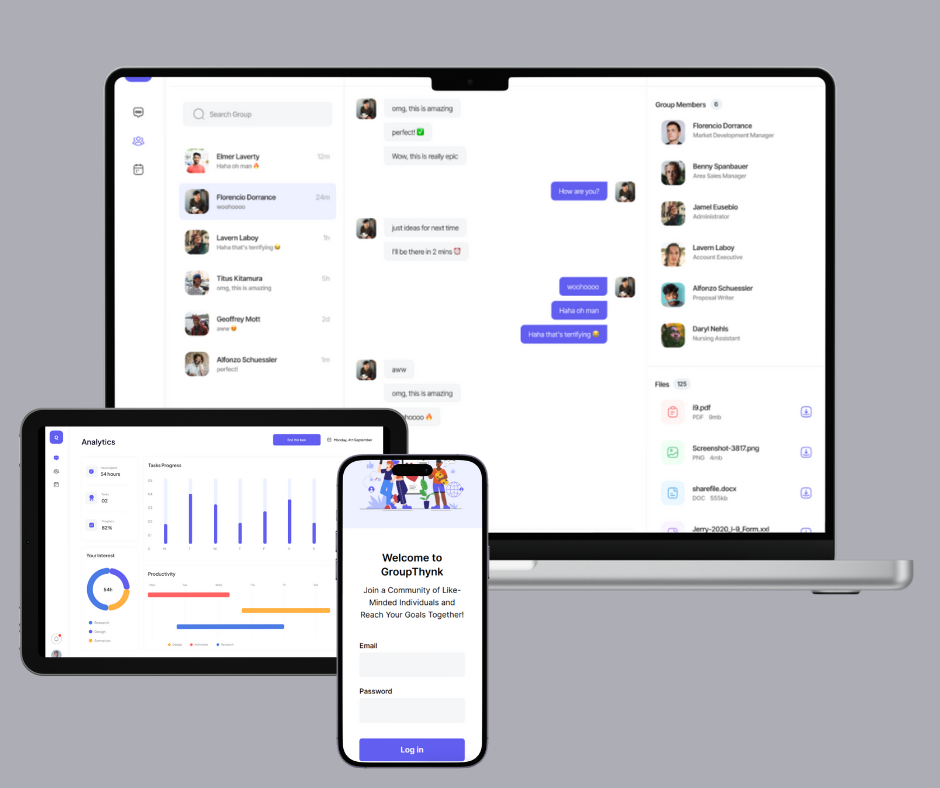 Search Group
Elmer Laverty 12m
Haha oh man 🔥
Florencio Dorrance 24m
woohoooo
Lavern Laboy 1h
Haha that's terrifying 😂
Titus Kitamura 5h
omg, this is amazing
Geoffrey Mott 2d
aww 😍
Alfonzo Schuessler 1m
perfect!
omg, this is amazing
perfect! ✅
Wow, this is really epic
How are you?
just ideas for next time
I'll be there in 2 mins ⏰
woohoooo
Haha oh man
Haha that's terrifying 😂
aww
omg, this is amazing
hoooo 🔥
Group Members 6
Florencio Dorrance
Market Development Manager
Benny Spanbauer
Area Sales Manager
Jamel Eusebio
Administrator
Lavern Laboy
Account Executive
Alfonzo Schuessler
Proposal Writer
Daryl Nehls
Nursing Assistant
Files 125
i9.pdf
PDF 9mb
Screenshot-3817.png
PNG 4mb
sharefile.docx
DOC 555kb
Jerry-2020_I-9_Form.xxl
Analytics
Monday, 4th September
54 hours
02
Progress
82%
Tasks Progress
M T W T F S S
Your Interest
54h
Research
Design
Animation
Productivity
Welcome to
GroupThynk
Join a Community of Like-
Minded Individuals and
Reach Your Goals Together!
Email
Password
Log in